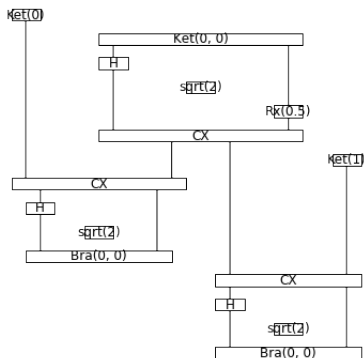 Ket(0)
Ket(0, 0)
H
sqrt(2)
Rx(0.5)
CX
Ket(1)
CX
H
sqrt(2)
Bra(0, 0)
CX
H
sqrt(2)
Bra(0, 0)